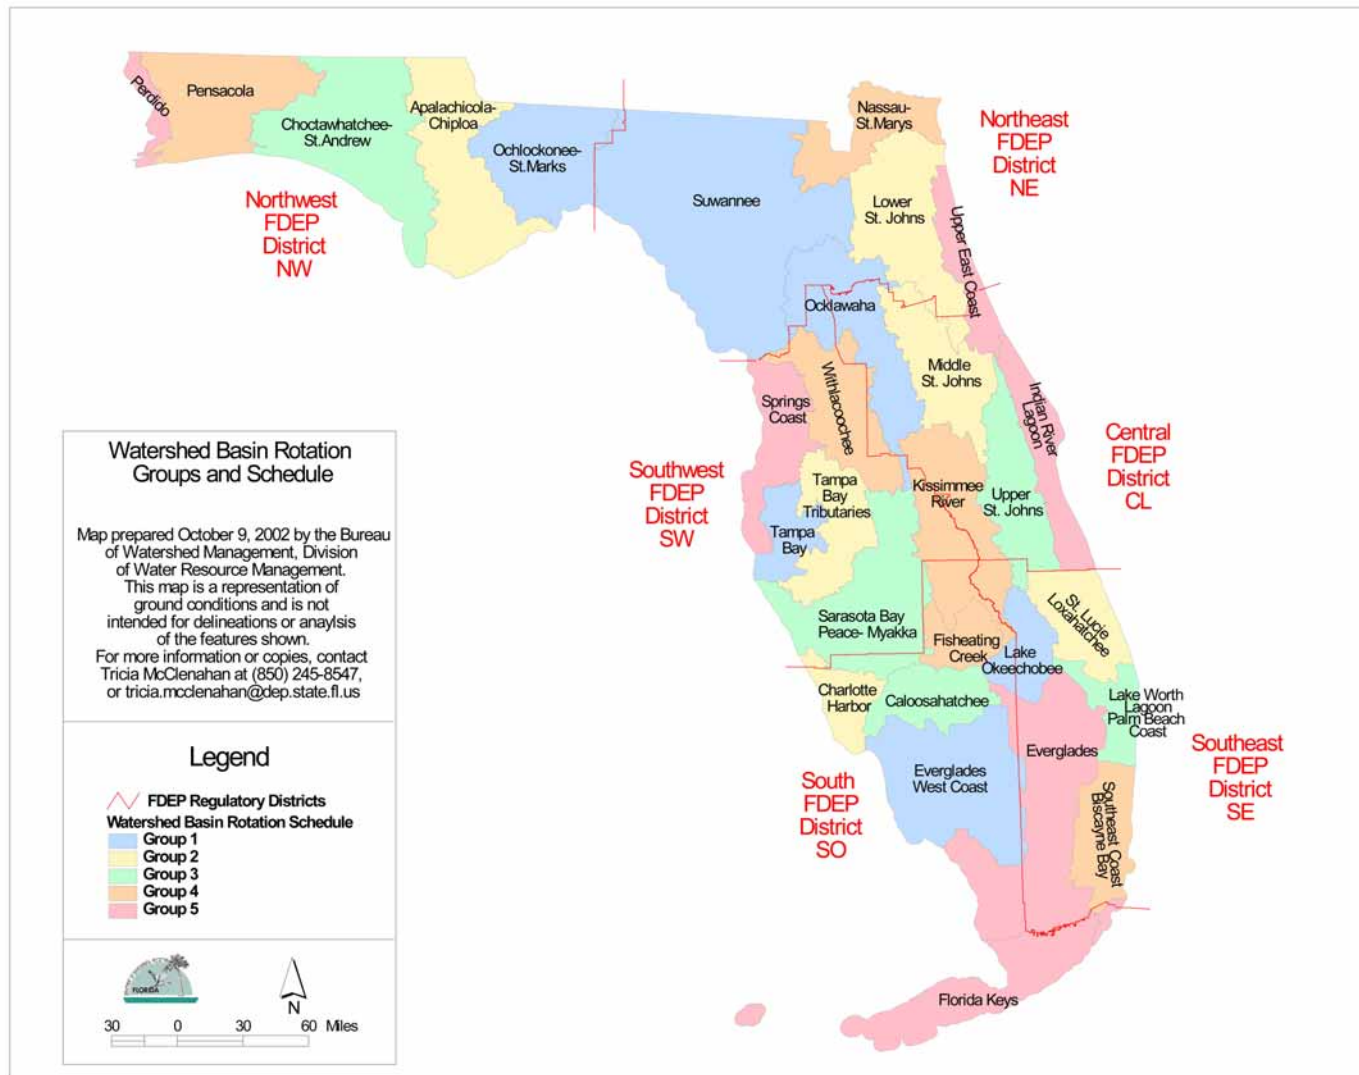 Perdido
Pensacola
Choctawhatchee-
St.Andrew
Apalachicola-
Chiploa
Ochlockonee-
St.Marks
Suwannee
Nassau-
St.Marys
Northeast
FDEP
District
NE
Northwest
FDEP
District
NW
Lower
St. Johns
Upper East Coast
Ocklawaha
Middle
St. Johns
Withlacoochee
Springs
Coast
Indian River
Lagoon
Central
FDEP
District
CL
Southwest
FDEP
District
SW
Tampa
Bay
Tributaries
Kissimmee
River
Upper
St. Johns
Tampa
Bay
St. Lucie
Loxahatchee
Sarasota Bay
Peace- Myakka
Fisheating
Creek
Lake
Okeechobee
Charlotte
Harbor
Caloosahatchee
Lake Worth
Lagoon
Palm Beach
Coast
Everglades
Everglades
West Coast
Southeast
FDEP
District
SE
South
FDEP
District
SO
Southeast Coast
Biscayne Bay
Florida Keys
Watershed Basin Rotation
Groups and Schedule
Map prepared October 9, 2002 by the Bureau
of Watershed Management, Division
of Water Resource Management.
This map is a representation of
ground conditions and is not
intended for delineations or anaylsis
of the features shown.
For more information or copies, contact
Tricia McClenahan at (850) 245-8547,
or tricia.mcclenahan@dep.state.fl.us
Legend
FDEP Regulatory Districts
Watershed Basin Rotation Schedule
Group 1
Group 2
Group 3
Group 4
Group 5
FLORIDA
N
30 0 30 60 Miles